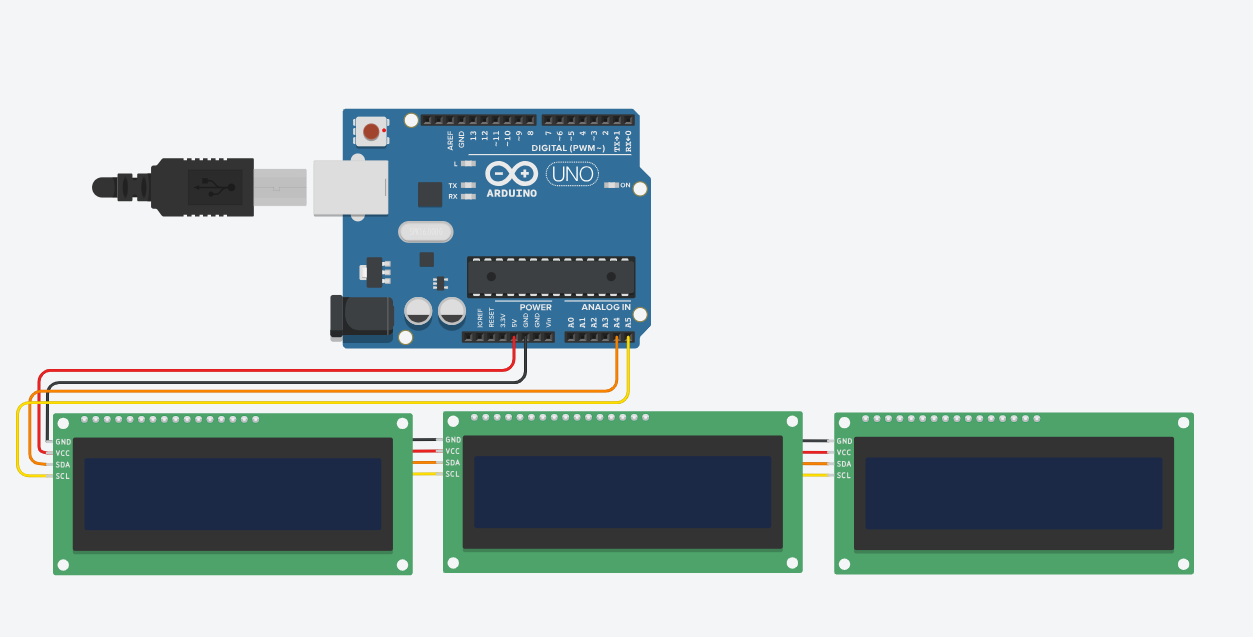 AREF
GND
13
12
~11
~10
~9
8
7
~6
~5
4
~3
2
TX→1
RX←0
DIGITAL (PWM~)
L
TX
RX
ARDUINO
UNO
ON
POWER
ANALOG IN
IOREF
RESET
3.3V
5V
GND
GND
Vin
A0
A1
A2
A3
A4
A5
GND
VCC
SDA
SCL
GND
VCC
SDA
SCL
GND
VCC
SDA
SCL